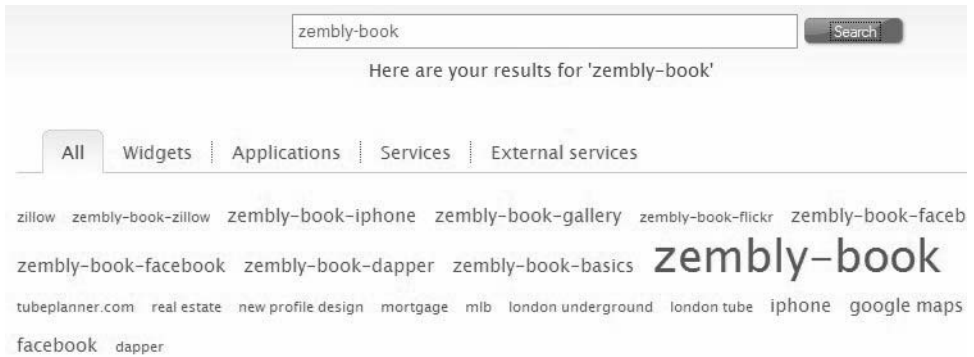 zembly-book Search
Here are your results for 'zembly-book'
All Widgets Applications Services External services
zillow zembly-book-zillow zembly-book-iphone zembly-book-gallery zembly-book-flickr zembly-book-faceb
zembly-book-facebook zembly-book-dapper zembly-book-basics zembly-book
tubeplanner.com real estate new profile design mortgage mlb london underground london tube iphone google maps
facebook dapper